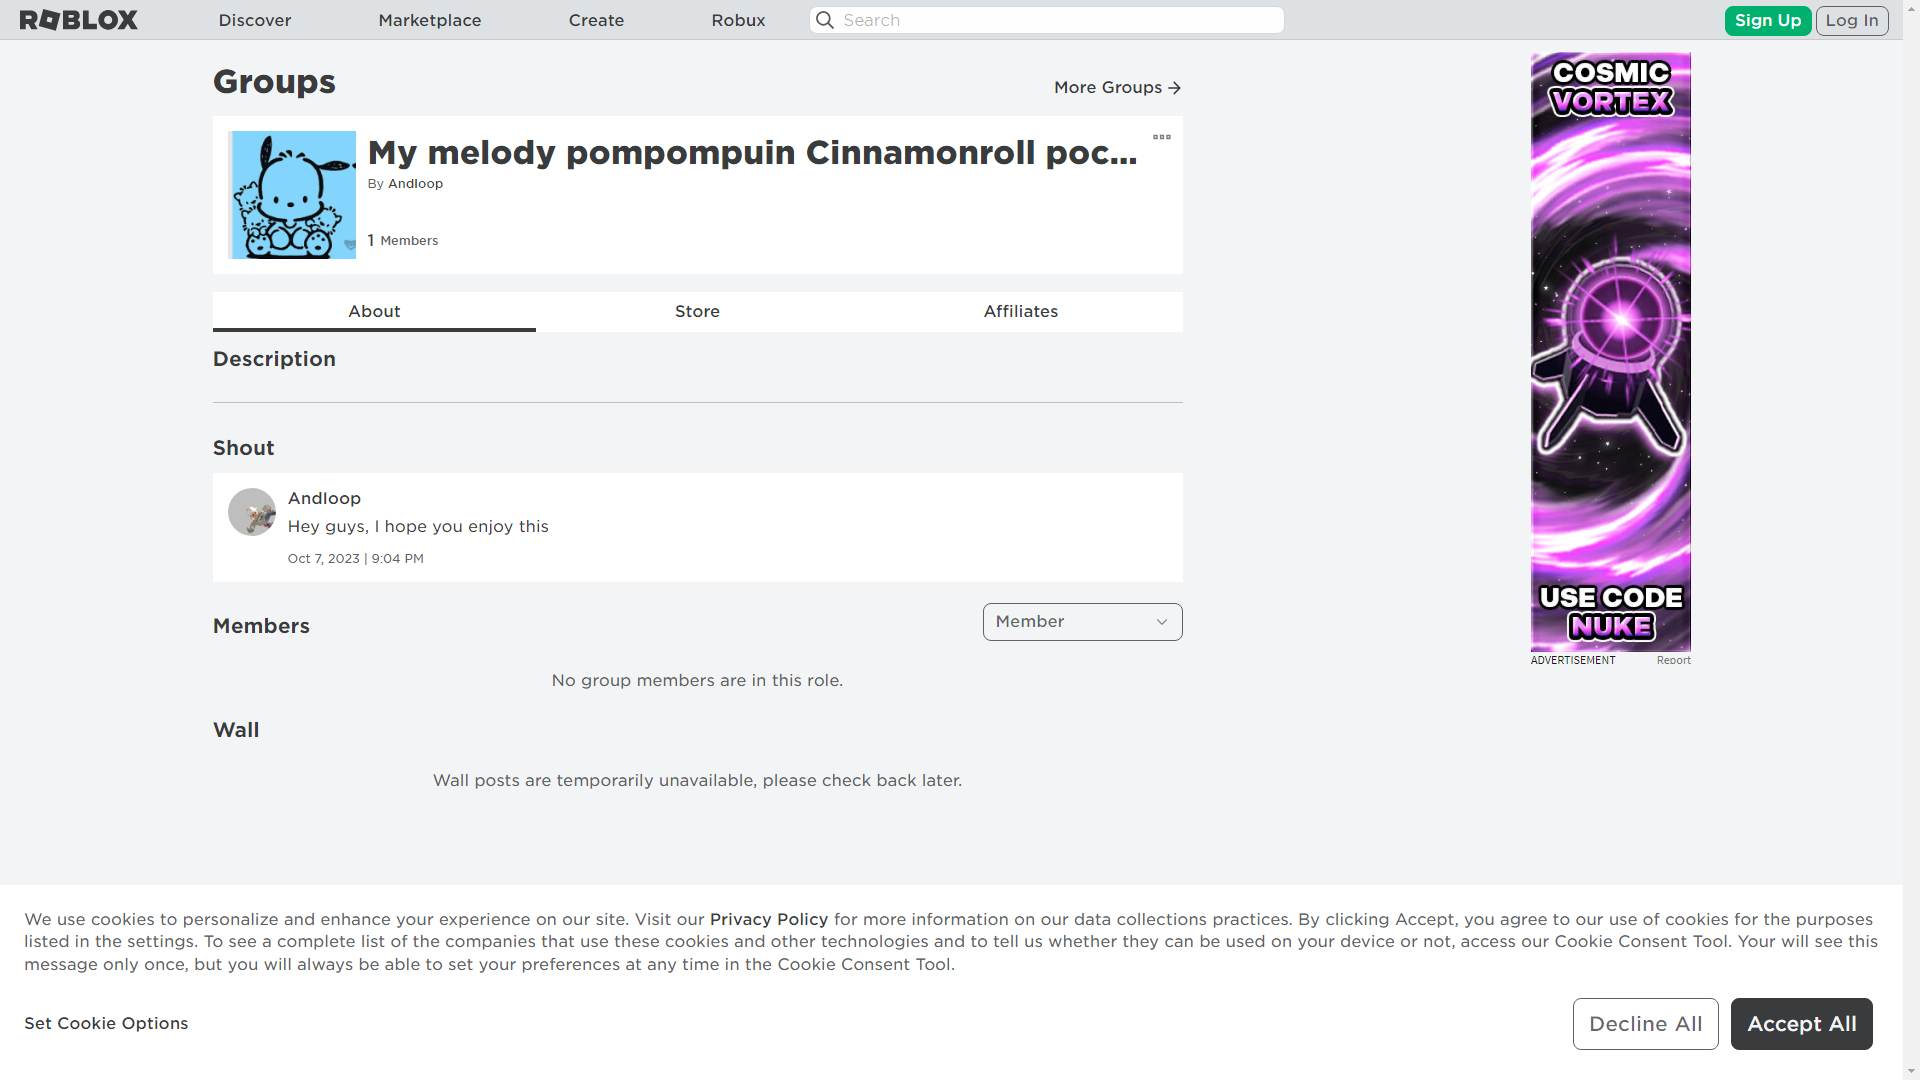 ROBLOX
Discover
Marketplace
Create
Robux
Search
Sign Up
Log In
Groups
More Groups
My melody pompompuin Cinnamonroll poc...
By Andloop
1 Members
About
Store
Affiliates
Description
Shout
Andloop
Hey guys, I hope you enjoy this
Oct 7, 2023 | 9:04 PM
Members
Member
No group members are in this role.
Wall
Wall posts are temporarily unavailable, please check back later.
COSMIC
VORTEX
USE CODE
NUKE
ADVERTISEMENT
Report
We use cookies to personalize and enhance your experience on our site. Visit our Privacy Policy for more information on our data collections practices. By clicking Accept, you agree to our use of cookies for the purposes
listed in the settings. To see a complete list of the companies that use these cookies and other technologies and to tell us whether they can be used on your device or not, access our Cookie Consent Tool. Your will see this
message only once, but you will always be able to set your preferences at any time in the Cookie Consent Tool.
Set Cookie Options
Decline All
Accept All